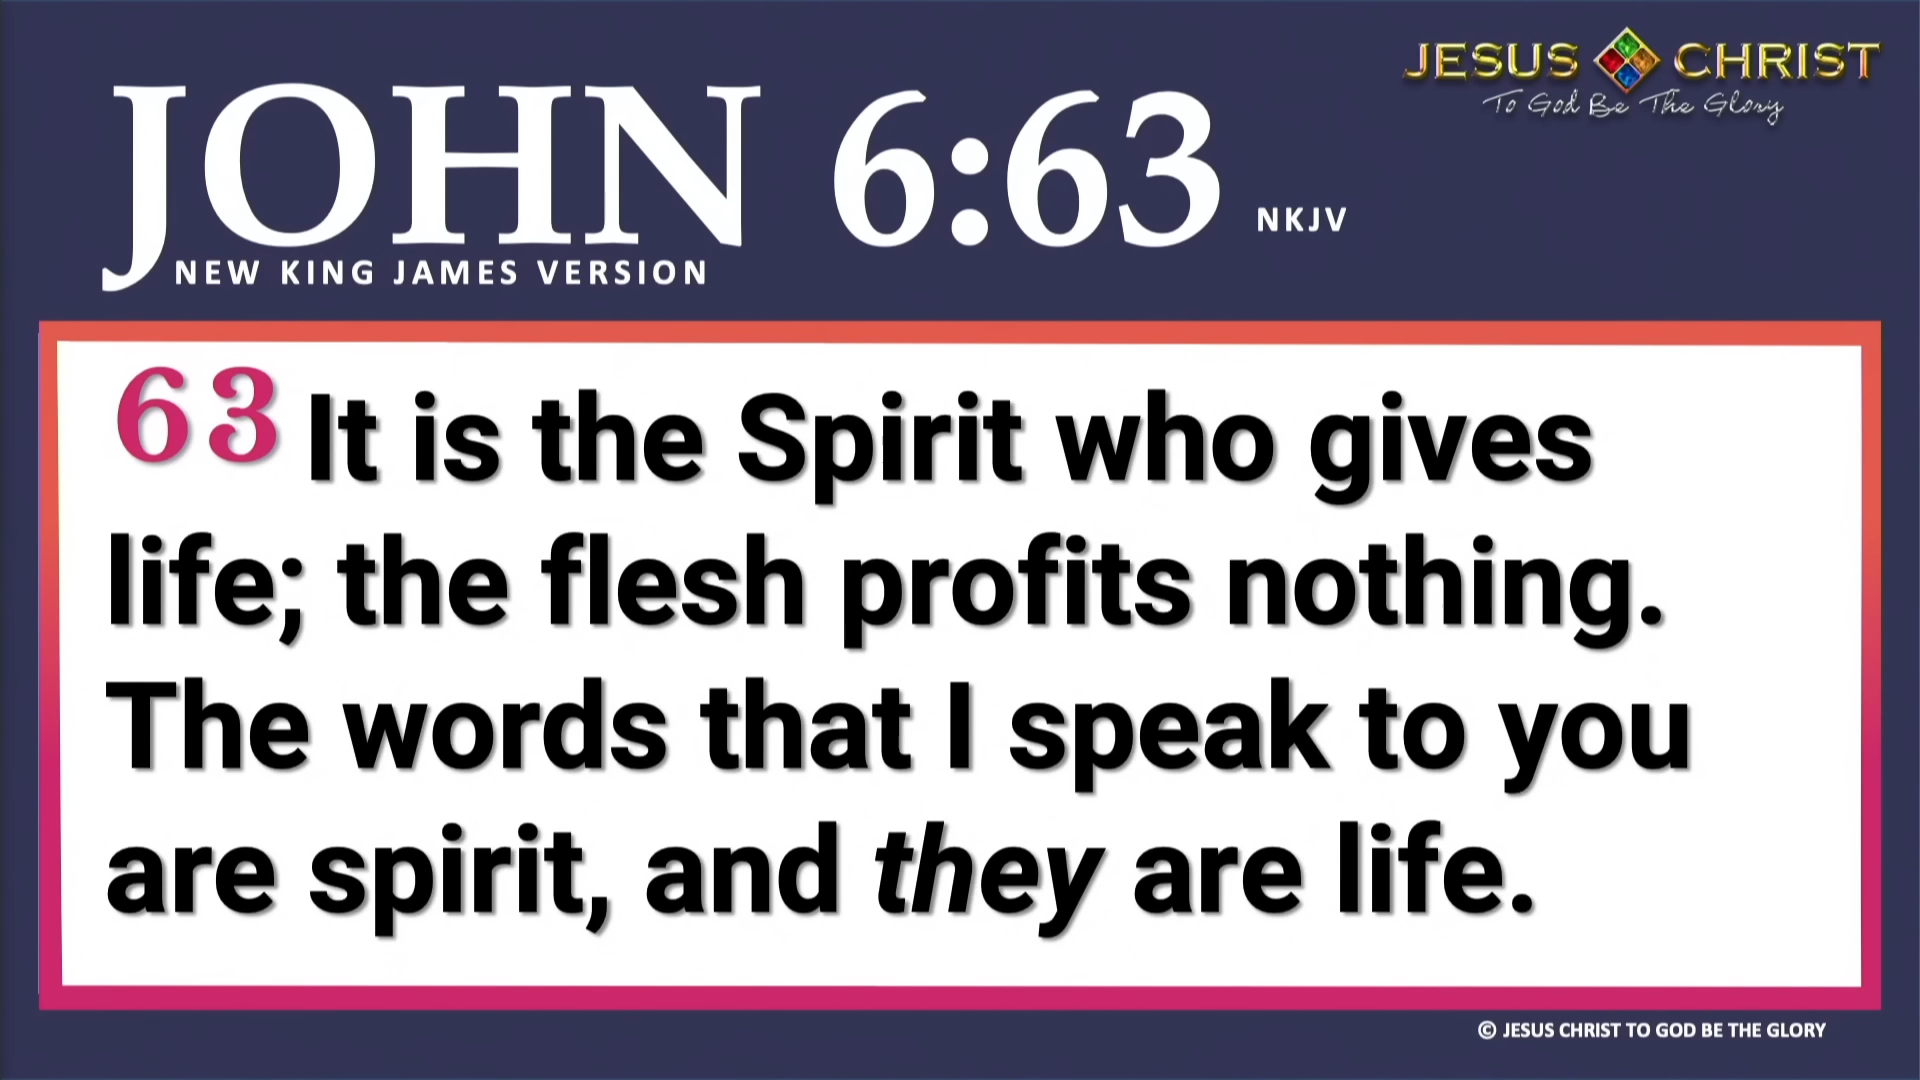 JESUS CHRIST
To God Be The Glory
JOHN 6:63 NKJV
NEW KING JAMES VERSION
63 It is the Spirit who gives
life; the flesh profits nothing.
The words that I speak to you
are spirit, and they are life.
© JESUS CHRIST TO GOD BE THE GLORY